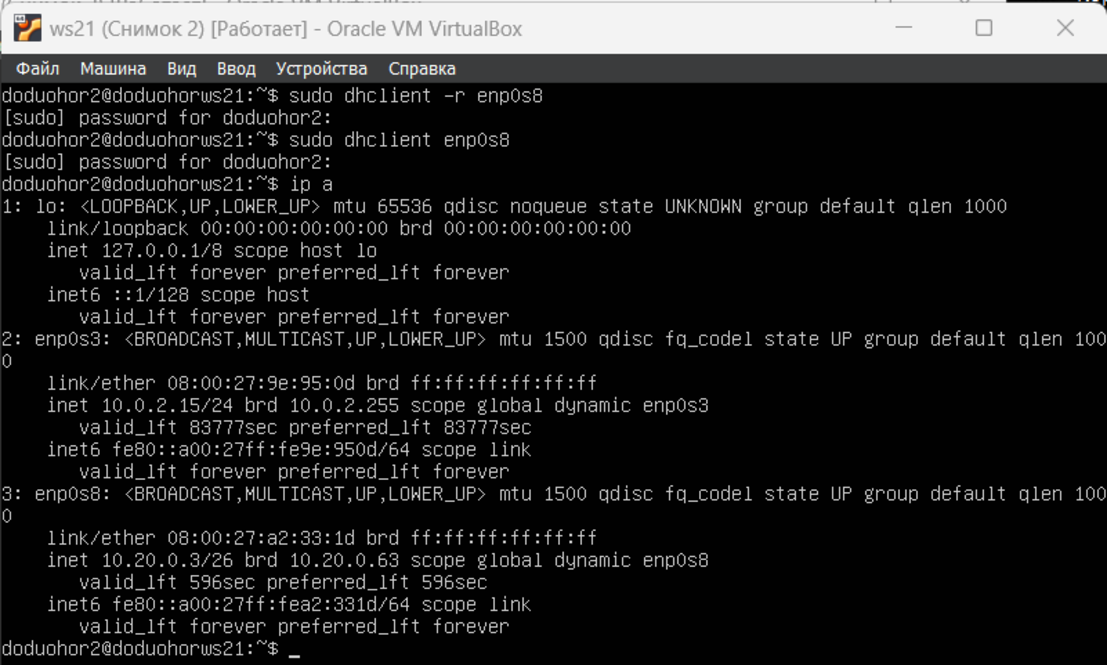 ws21 (Снимок 2) [Работает] - Oracle VM VirtualBox
Файл Машина Вид Ввод Устройства Справка
doduohor2@doduohorws21:~$ sudo dhclient -r enp0s8
[sudo] password for doduohor2:
doduohor2@doduohorws21:~$ sudo dhclient enp0s8
[sudo] password for doduohor2:
doduohor2@doduohorws21:~$ ip a
1: lo: <LOOPBACK,UP,LOWER_UP> mtu 65536 qdisc noqueue state UNKNOWN group default qlen 1000
    link/loopback 00:00:00:00:00:00 brd 00:00:00:00:00:00
    inet 127.0.0.1/8 scope host lo
       valid_lft forever preferred_lft forever
    inet6 ::1/128 scope host
       valid_lft forever preferred_lft forever
2: enp0s3: <BROADCAST,MULTICAST,UP,LOWER_UP> mtu 1500 qdisc fq_codel state UP group default qlen 100
0
    link/ether 08:00:27:9e:95:0d brd ff:ff:ff:ff:ff:ff
    inet 10.0.2.15/24 brd 10.0.2.255 scope global dynamic enp0s3
       valid_lft 83777sec preferred_lft 83777sec
    inet6 fe80::a00:27ff:fe9e:950d/64 scope link
       valid_lft forever preferred_lft forever
3: enp0s8: <BROADCAST,MULTICAST,UP,LOWER_UP> mtu 1500 qdisc fq_codel state UP group default qlen 100
0
    link/ether 08:00:27:a2:33:1d brd ff:ff:ff:ff:ff:ff
    inet 10.20.0.3/26 brd 10.20.0.63 scope global dynamic enp0s8
       valid_lft 596sec preferred_lft 596sec
    inet6 fe80::a00:27ff:fea2:331d/64 scope link
       valid_lft forever preferred_lft forever
doduohor2@doduohorws21:~$ _